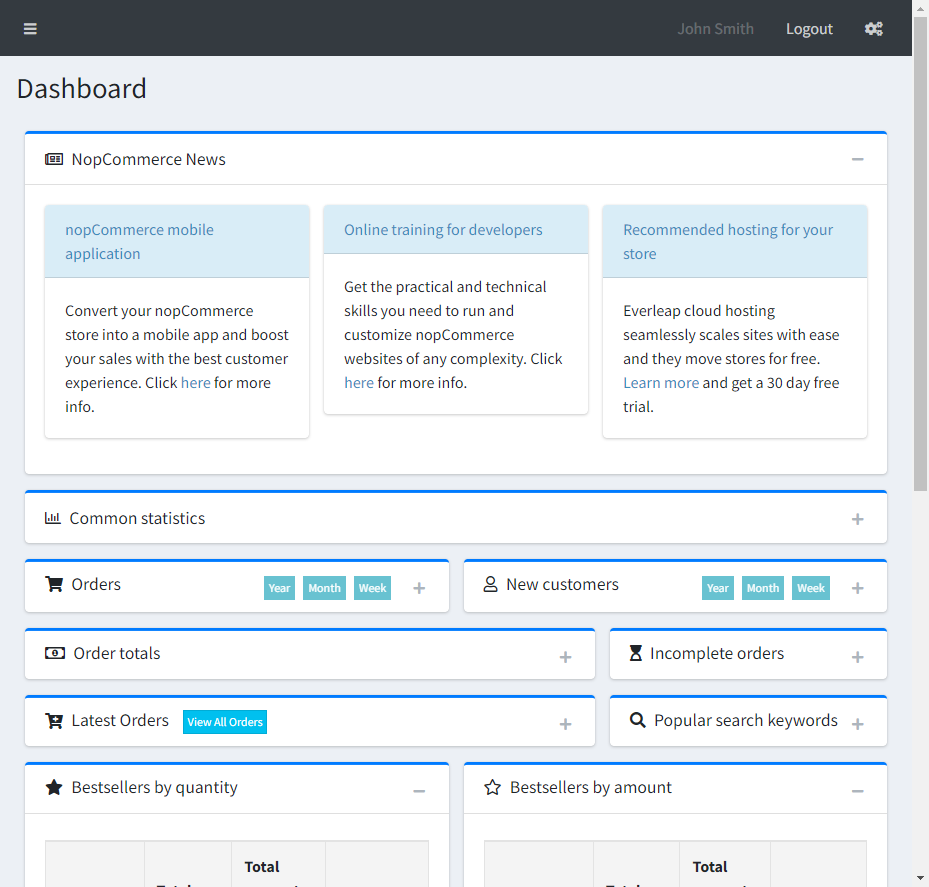 John Smith Logout
Dashboard
NopCommerce News
nopCommerce mobile
application
Convert your nopCommerce
store into a mobile app and boost
your sales with the best customer
experience. Click here for more
info.
Online training for developers
Get the practical and technical
skills you need to run and
customize nopCommerce
websites of any complexity. Click
here for more info.
Recommended hosting for your
store
Everleap cloud hosting
seamlessly scales sites with ease
and they move stores for free.
Learn more and get a 30 day free
trial.
Common statistics
Orders Year Month Week
New customers Year Month Week
Order totals
Incomplete orders
Latest Orders View All Orders
Popular search keywords
Bestsellers by quantity
Total
Bestsellers by amount
Total